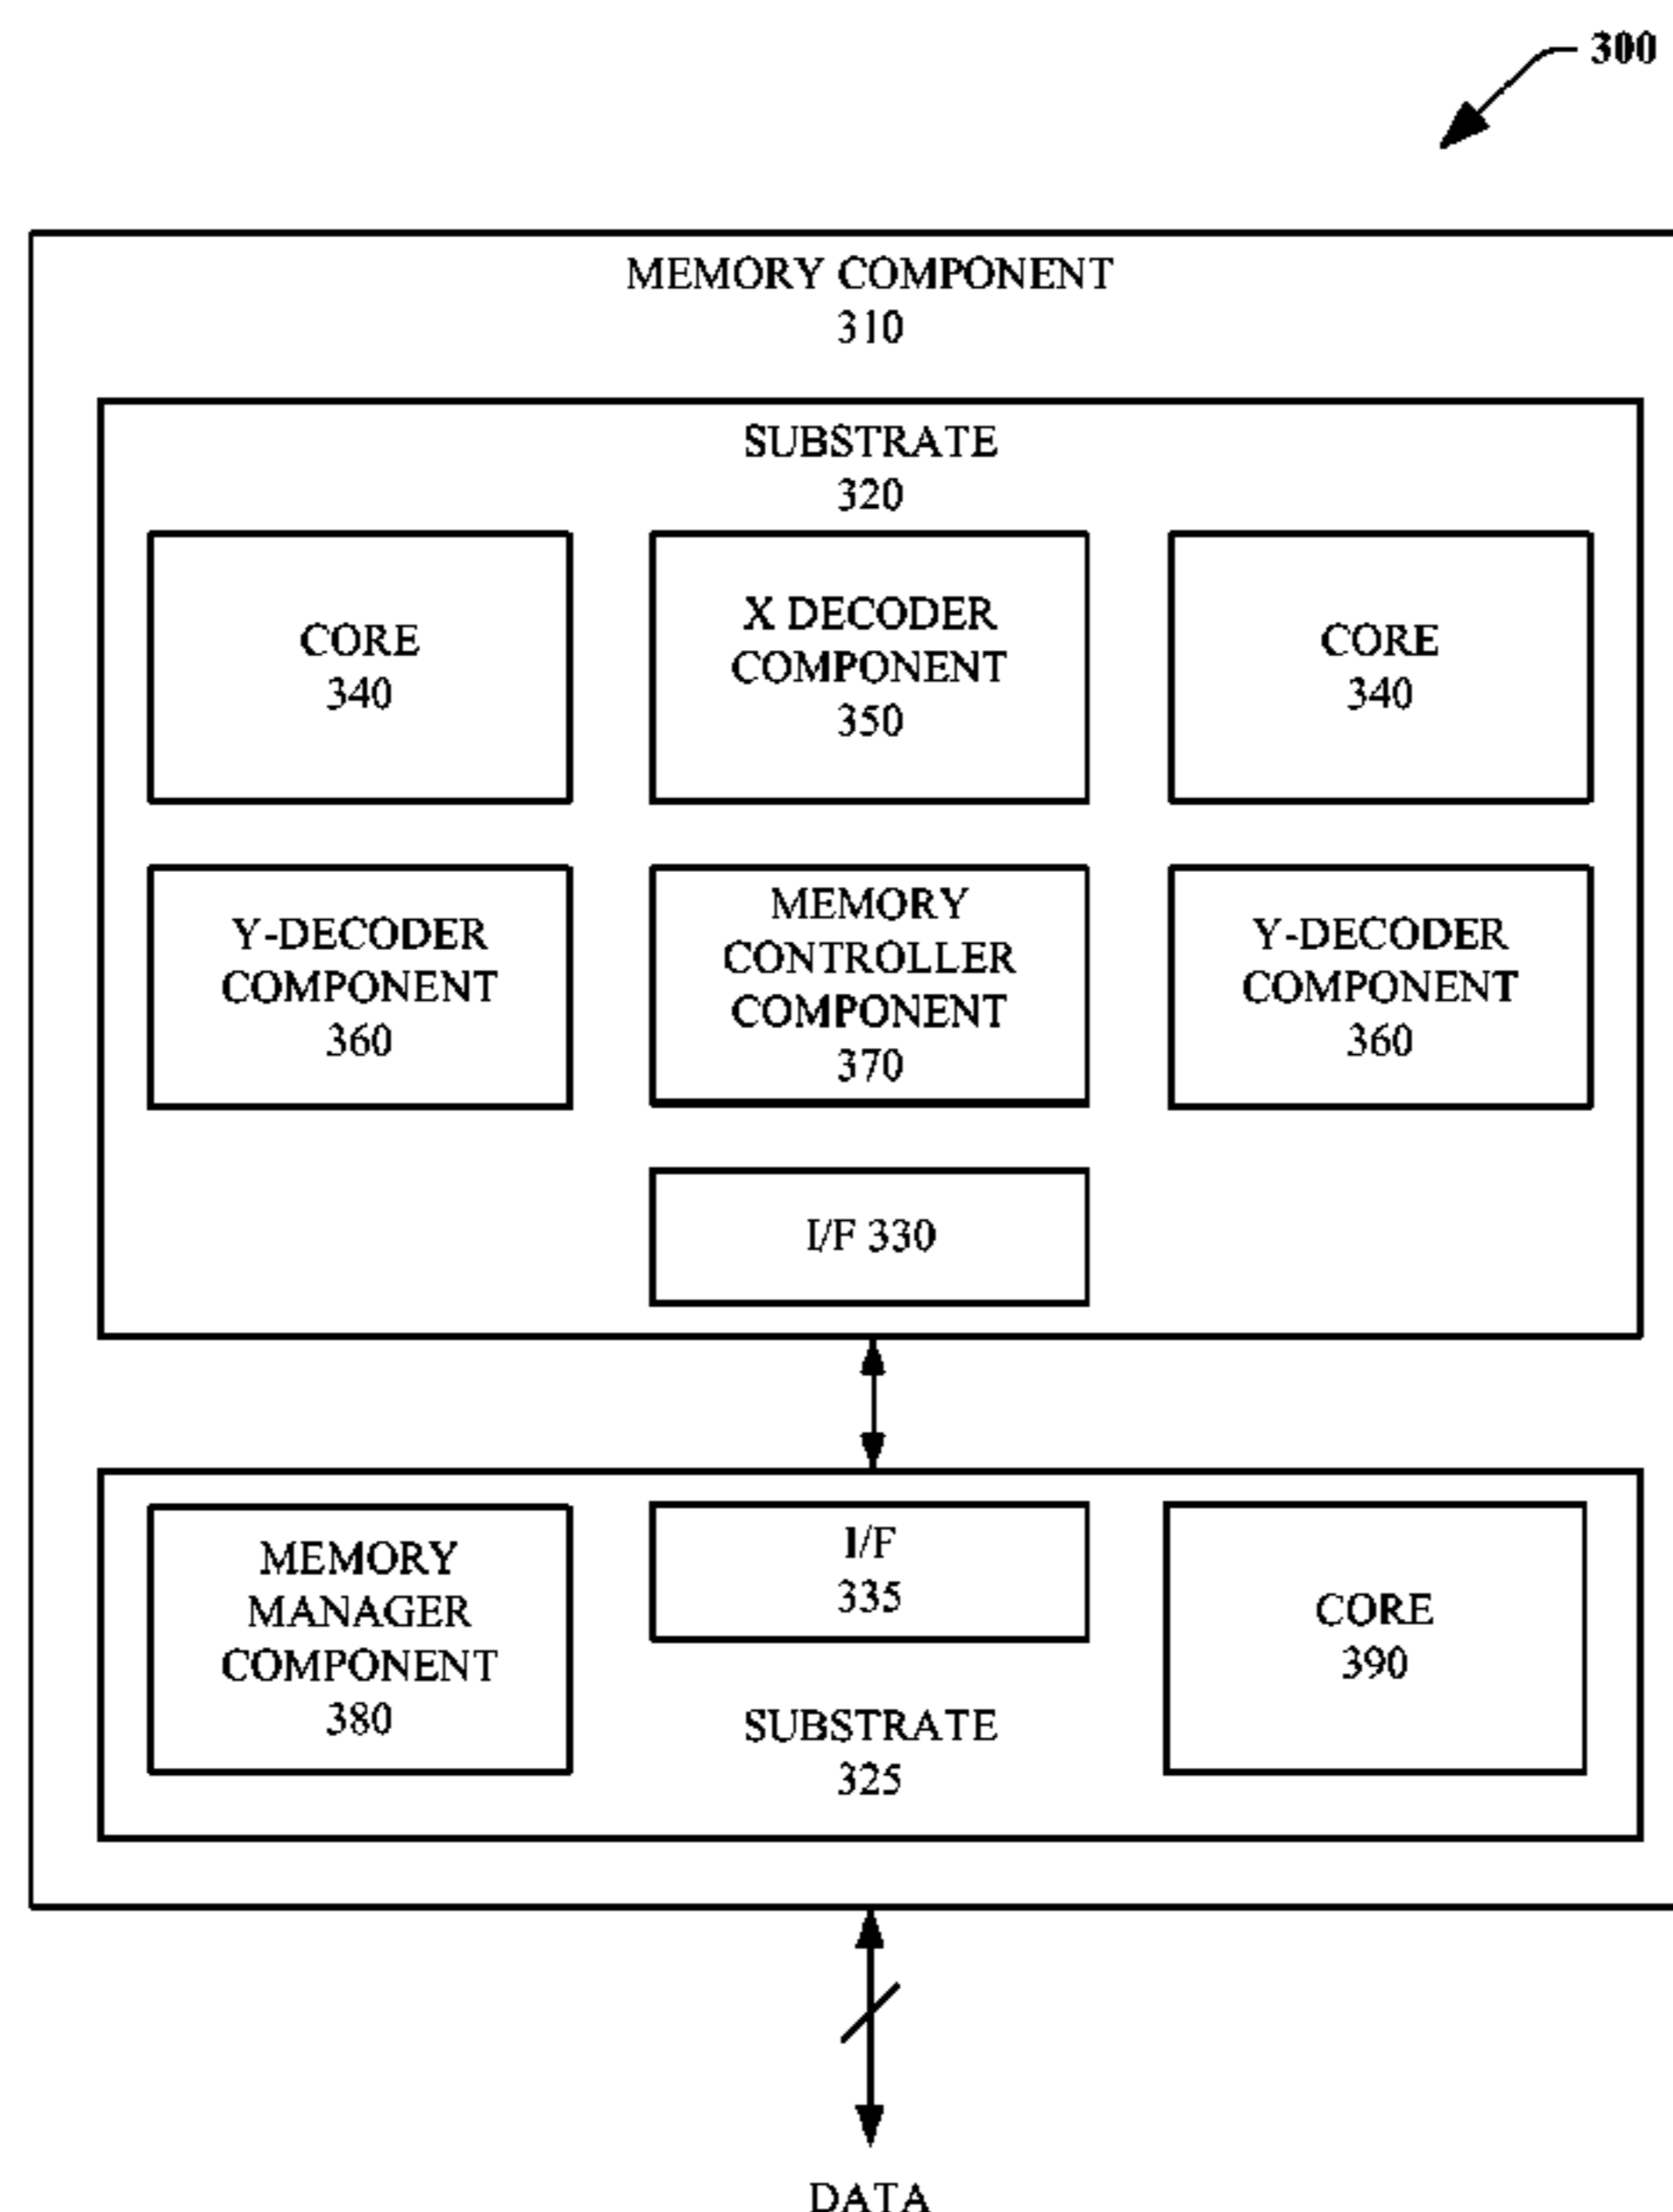 300
MEMORY COMPONENT
310
SUBSTRATE
320
CORE
340
X DECODER
COMPONENT
350
CORE
340
Y-DECODER
COMPONENT
360
MEMORY
CONTROLLER
COMPONENT
370
Y-DECODER
COMPONENT
360
I/F 330
MEMORY
MANAGER
COMPONENT
380
I/F
335
SUBSTRATE
325
CORE
390
DATA